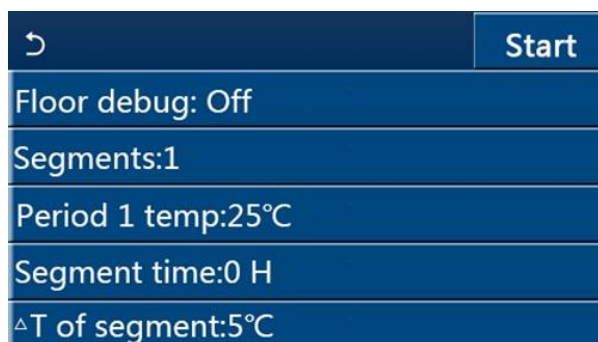 Start
Floor debug: Off
Segments:1
Period 1 temp:25℃
Segment time:0 H
△T of segment:5℃